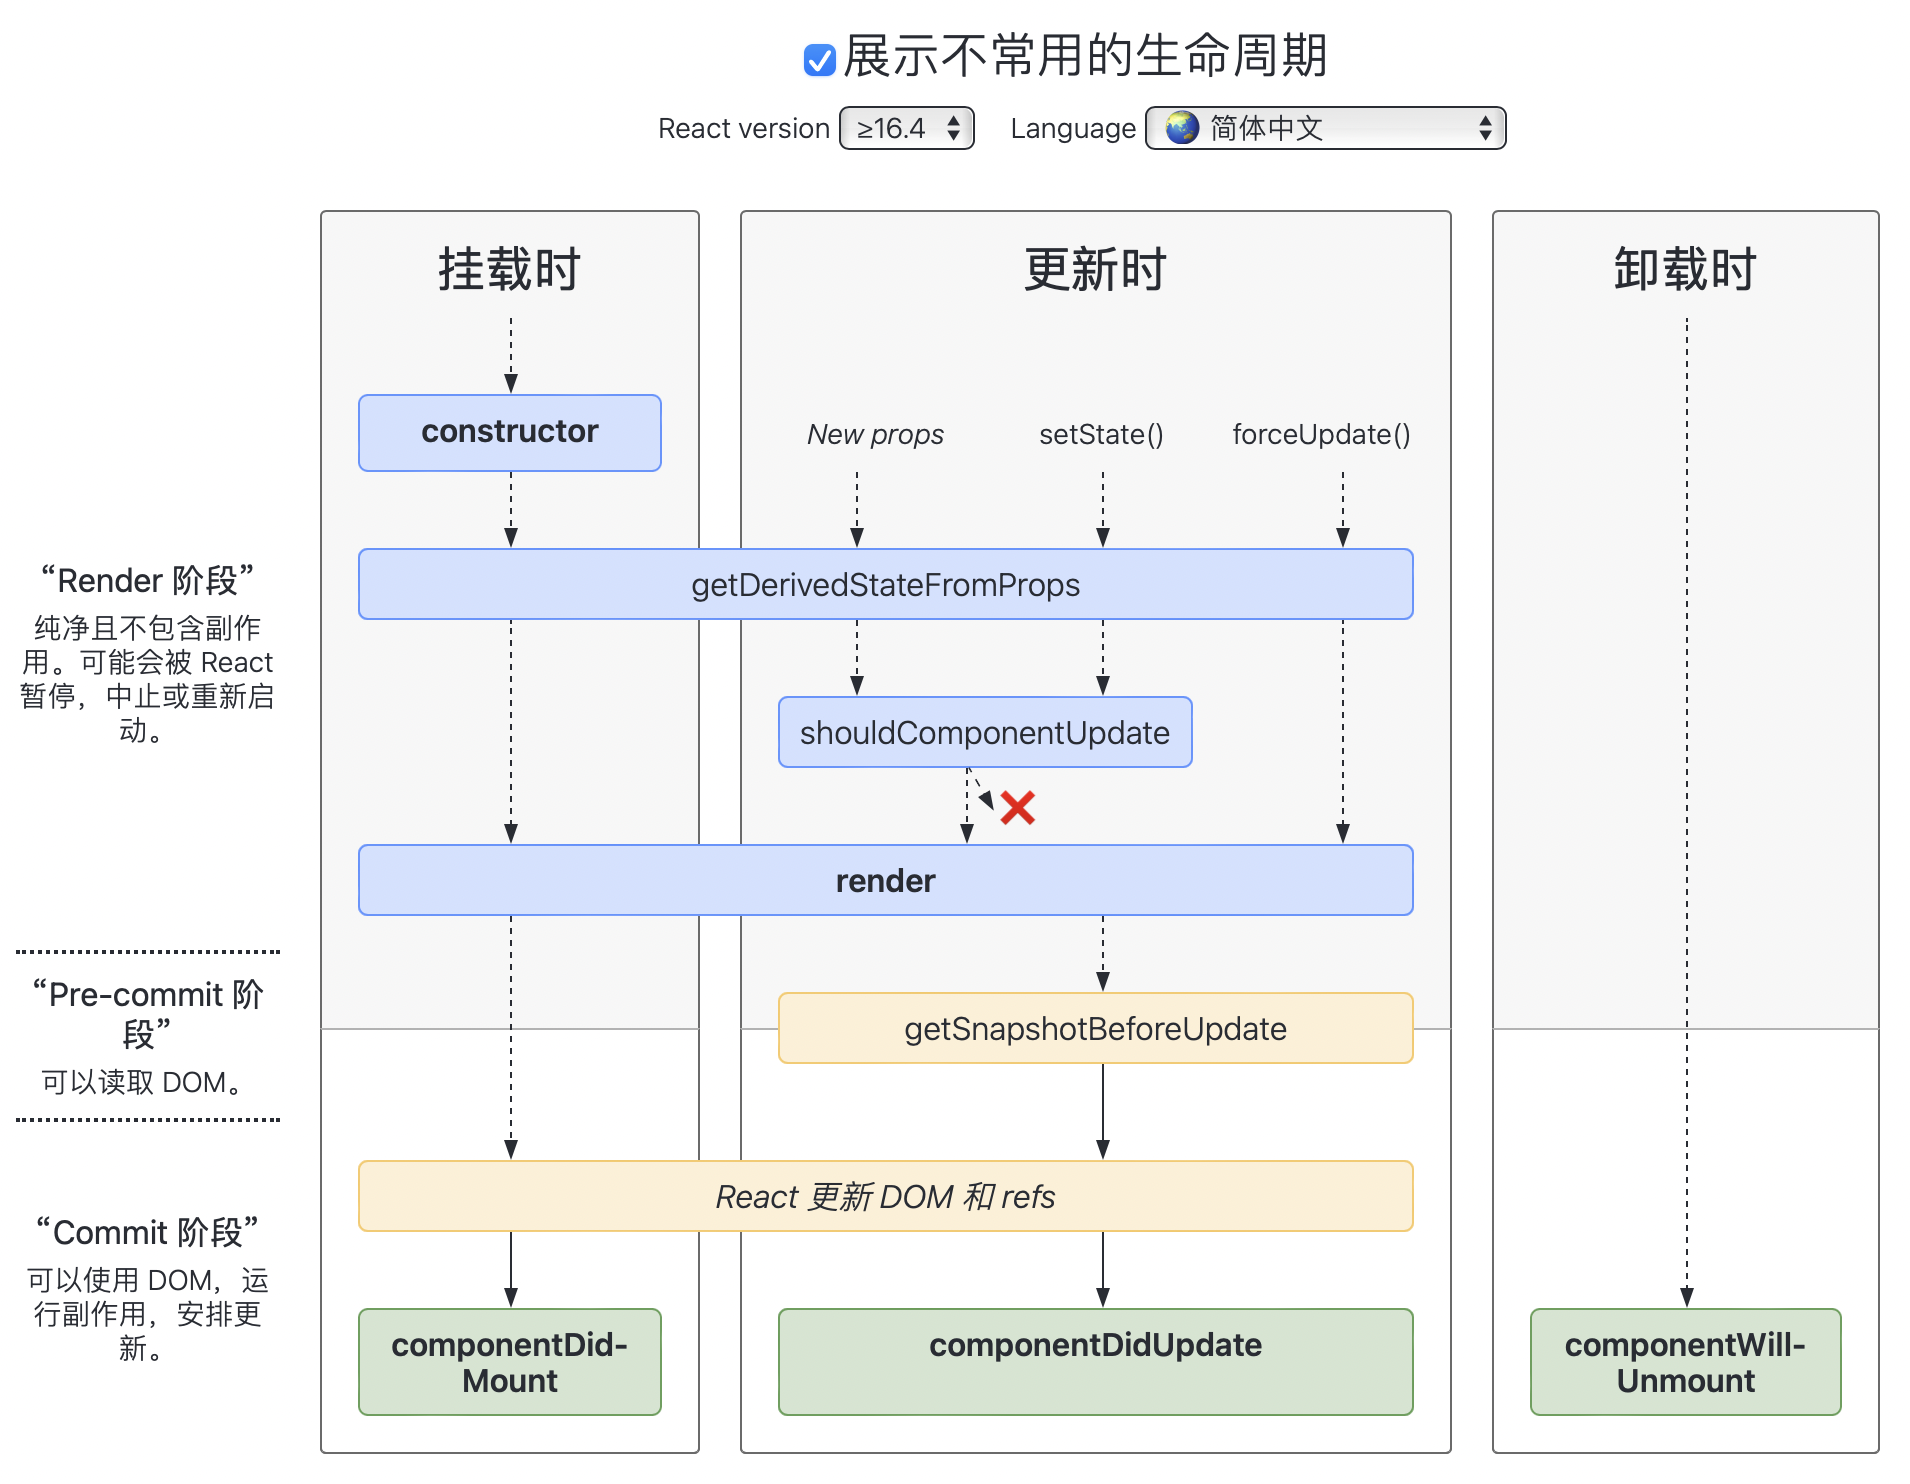 展示不常用的生命周期
React version ≥16.4 Language 简体中文
挂载时
更新时
卸载时
constructor
New props
setState()
forceUpdate()
getDerivedStateFromProps
shouldComponentUpdate
render
getSnapshotBeforeUpdate
React 更新 DOM 和 refs
componentDid-
Mount
componentDidUpdate
componentWill-
Unmount
“Render 阶段”
纯净且不包含副作
用。可能会被 React
暂停，中止或重新启
动。
“Pre-commit 阶
段”
可以读取 DOM。
“Commit 阶段”
可以使用 DOM，运
行副作用，安排更
新。